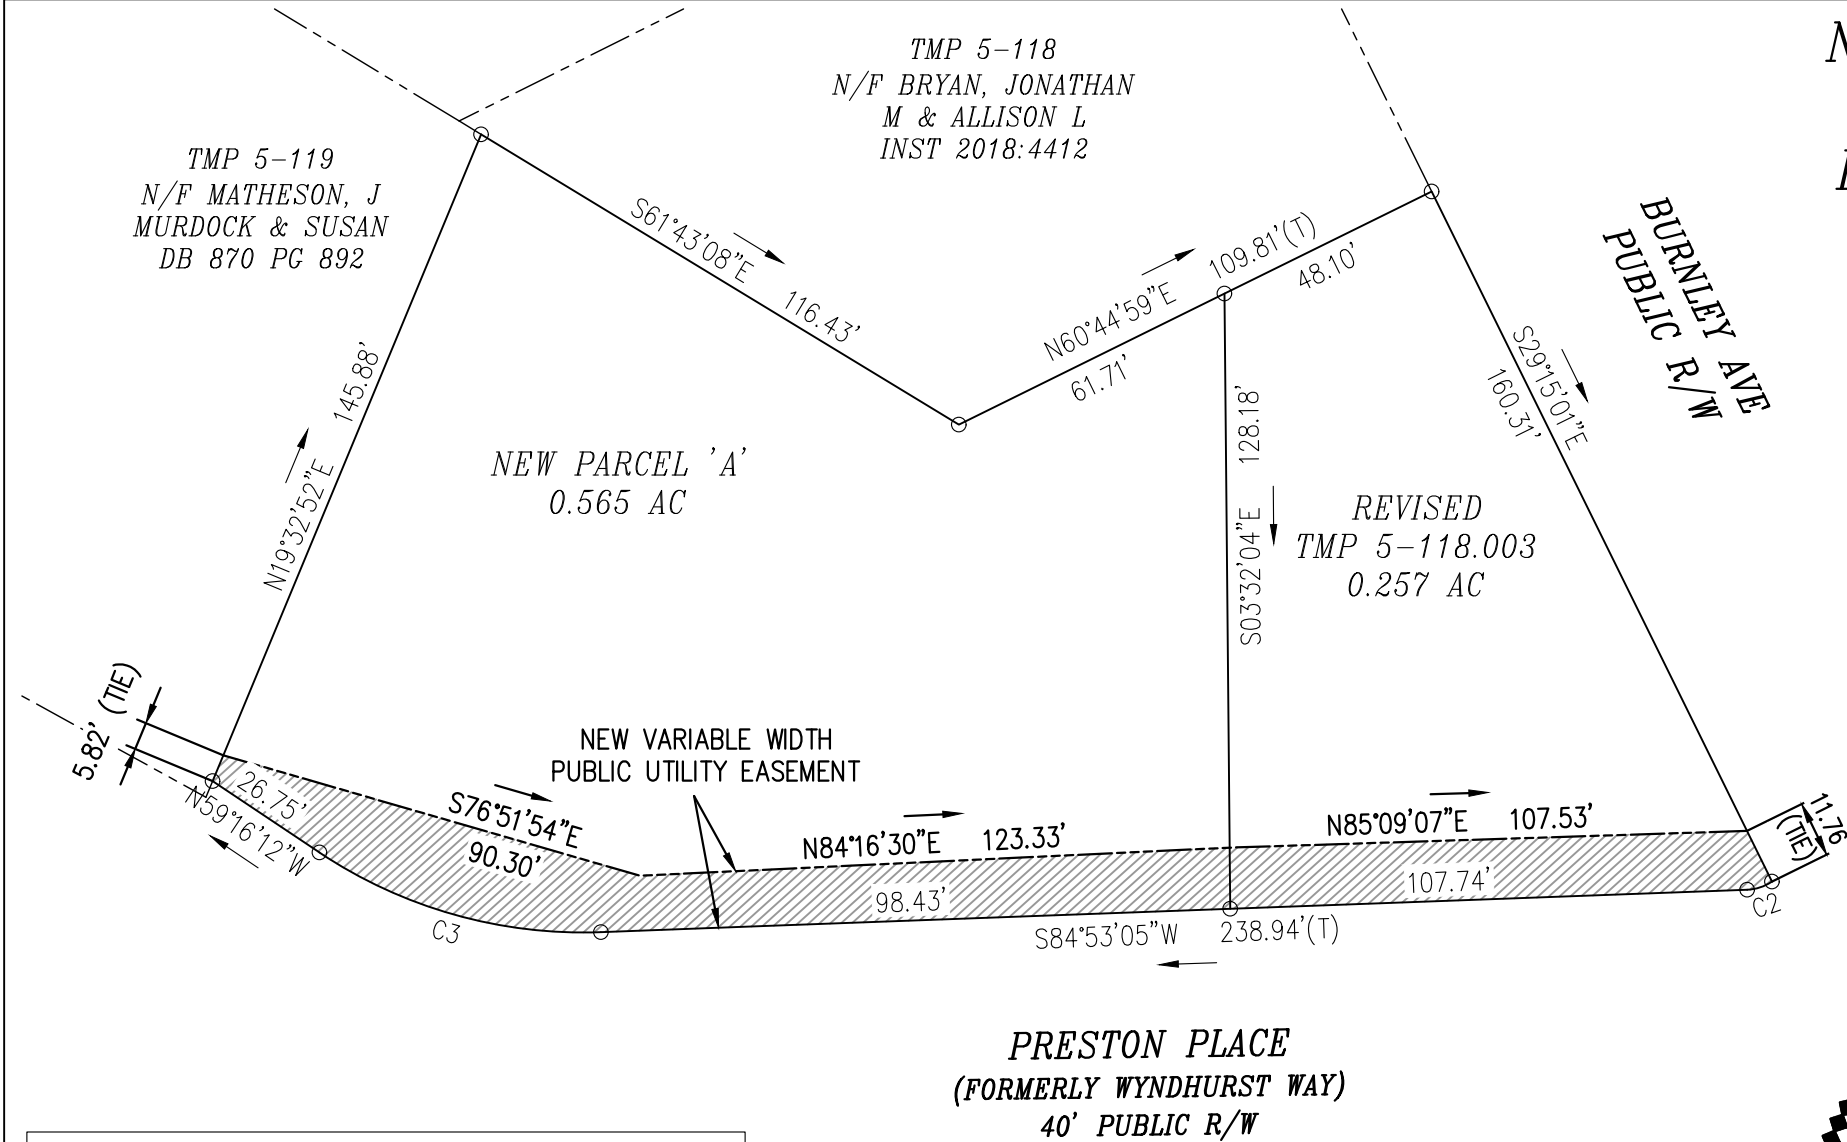 TMP 5-118
N/F BRYAN, JONATHAN
M & ALLISON L
INST 2018:4412
TMP 5-119
N/F MATHESON, J
MURDOCK & SUSAN
DB 870 PG 892
BURNLEY AVE
PUBLIC R/W
S61°43'08"E 116.43'
N60°44'59"E 109.81'(T)
61.71'
48.10'
S29°15'01"E
160.31'
N19°32'52"E 145.88'
NEW PARCEL 'A'
0.565 AC
S03°32'04"E 128.18'
REVISED
TMP 5-118.003
0.257 AC
5.82' (TIE)
26.75'
N59°16'12"W
NEW VARIABLE WIDTH
PUBLIC UTILITY EASEMENT
S76°51'54"E
90.30'
N84°16'30"E 123.33'
N85°09'07"E 107.53'
11.76
(TIE)
98.43'
107.74'
C3
C2
S84°53'05"W 238.94'(T)
PRESTON PLACE
(FORMERLY WYNDHURST WAY)
40' PUBLIC R/W